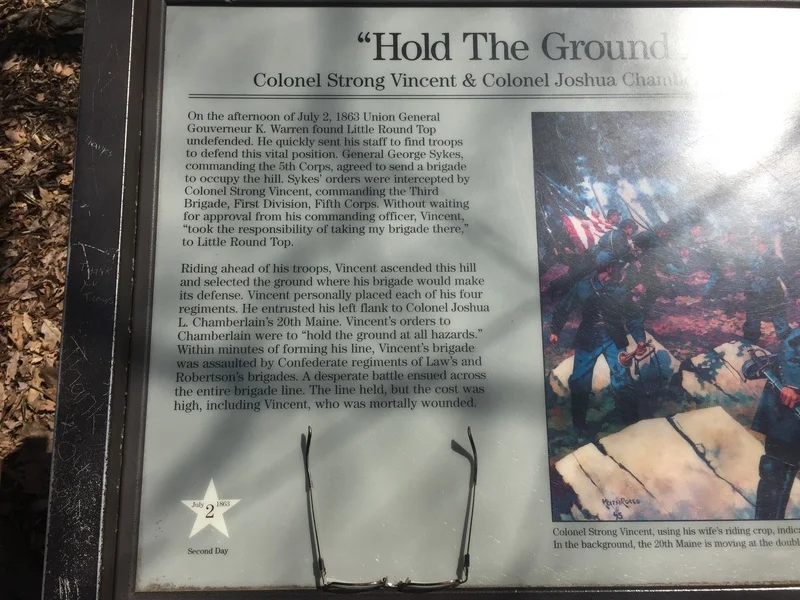 “Hold The Ground
Colonel Strong Vincent & Colonel Joshua
On the afternoon of July 2, 1863 Union General
Gouverneur K. Warren found Little Round Top
undefended. He quickly sent his staff to find troops
to defend this vital position. General George Sykes,
commanding the 5th Corps, agreed to send a brigade
to occupy the hill. Sykes’ orders were intercepted by
Colonel Strong Vincent, commanding the Third
Brigade, First Division, Fifth Corps. Without waiting
for approval from his commanding officer, Vincent,
“took the responsibility of taking my brigade there,”
to Little Round Top.
Riding ahead of his troops, Vincent ascended this hill
and selected the ground where his brigade would make
its defense. Vincent personally placed each of his four
regiments. He entrusted his left flank to Colonel Joshua
L. Chamberlain’s 20th Maine. Vincent’s orders to
Chamberlain were to “hold the ground at all hazards.”
Within minutes of forming his line, Vincent’s brigade
was assaulted by Confederate regiments of Law’s and
Robertson’s brigades. A desperate battle ensued across
the entire brigade line. The line held, but the cost was
high, including Vincent, who was mortally wounded.
July 2 1863
Second Day
Colonel Strong Vincent, using his wife’s riding crop,
In the background, the 20th Maine is moving at the